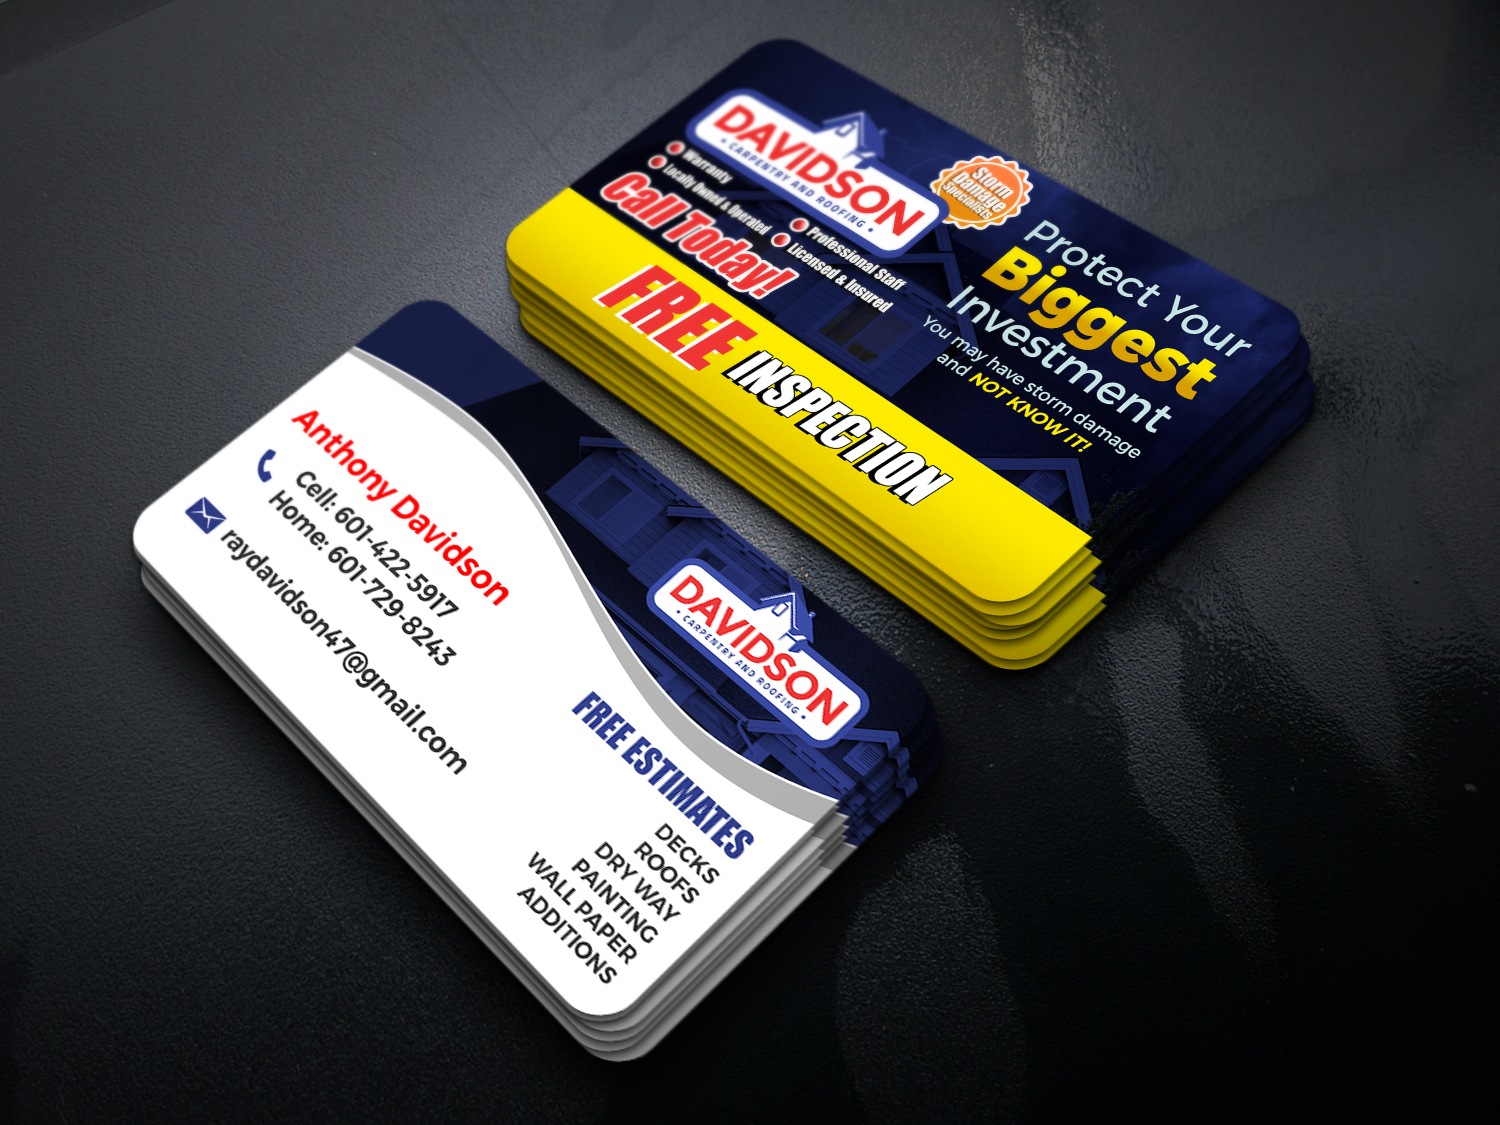 DAVIDSON
• CARPENTRY AND ROOFING •
Warranty
Locally Owned & Operated
Professional Staff
Licensed & Insured
Call Today!
FREE INSPECTION
Storm
Damage
Specialists
Protect Your
Biggest
Investment
You may have storm damage
and NOT KNOW IT!
Anthony Davidson
Cell: 601-422-5917
Home: 601-729-8243
raydavidson47@gmail.com
DAVIDSON
• CARPENTRY AND ROOFING •
FREE ESTIMATES
DECKS
ROOFS
DRY WAY
PAINTING
WALL PAPER
ADDITIONS